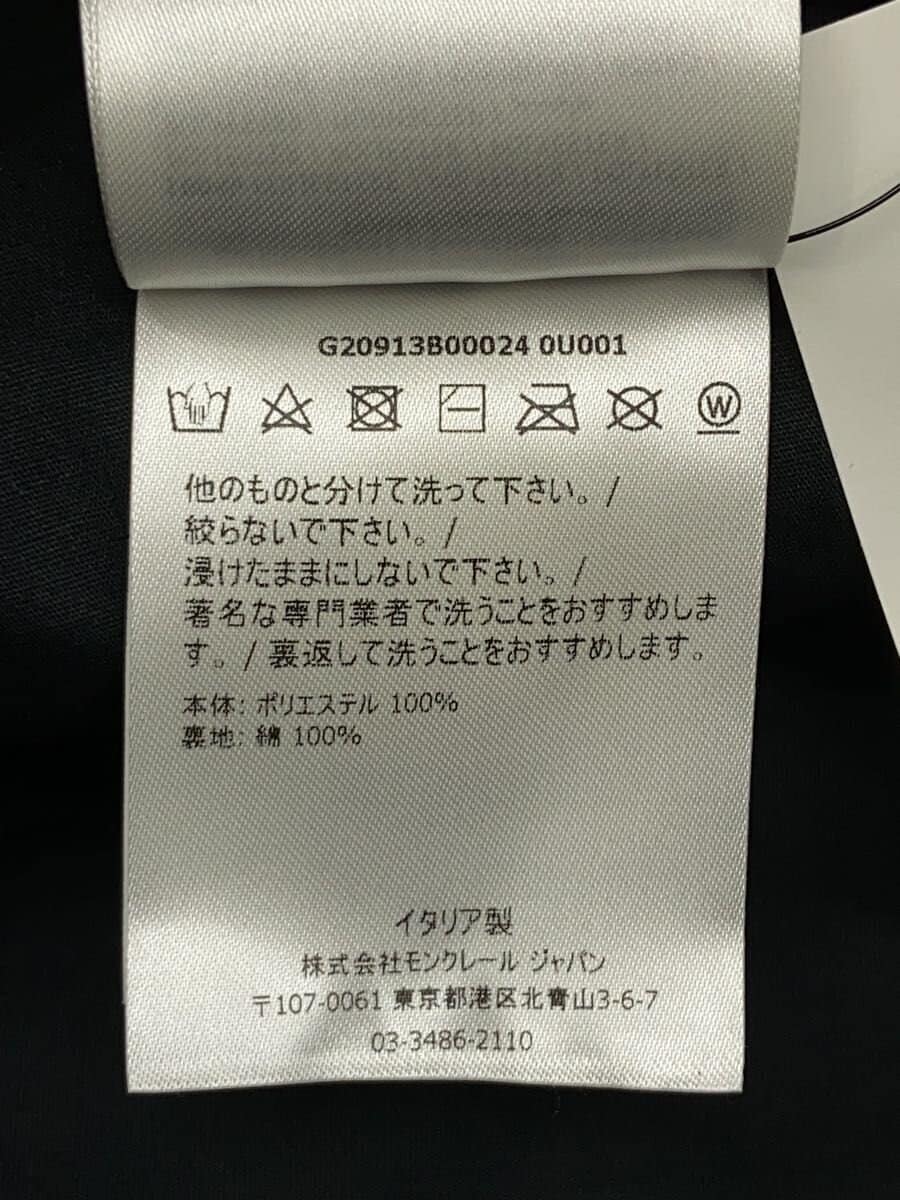 G20913B00024 0U001
W
他のものと分けて洗って下さい。/
絞らないで下さい。/
浸けたままにしないで下さい。/
著名な専門業者で洗うことをおすすめしま
す。/ 裏返して洗うことをおすすめします。
本体: ポリエステル 100%
裏地: 綿 100%
イタリア製
株式会社モンクレール ジャパン
〒107-0061 東京都港区北青山3-6-7
03-3486-2110